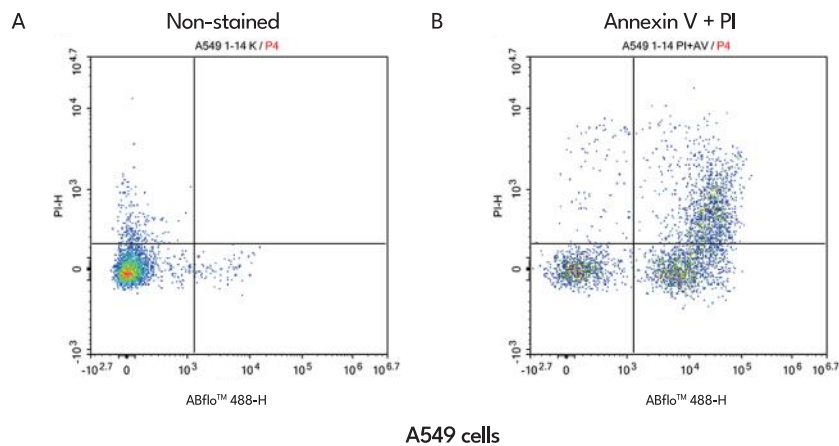 A
Non-stained
A549 1-14 K / P4
PI-H
10^4.7
10^4
10^3
0
-10^3
-10^2.7 0 10^3 10^4 10^5 10^6 10^6.7
ABflo™ 488-H
B
Annexin V + PI
A549 1-14 PI+AV / P4
PI-H
10^4.7
10^4
10^3
0
-10^3
-10^2.7 0 10^3 10^4 10^5 10^6 10^6.7
ABflo™ 488-H
A549 cells